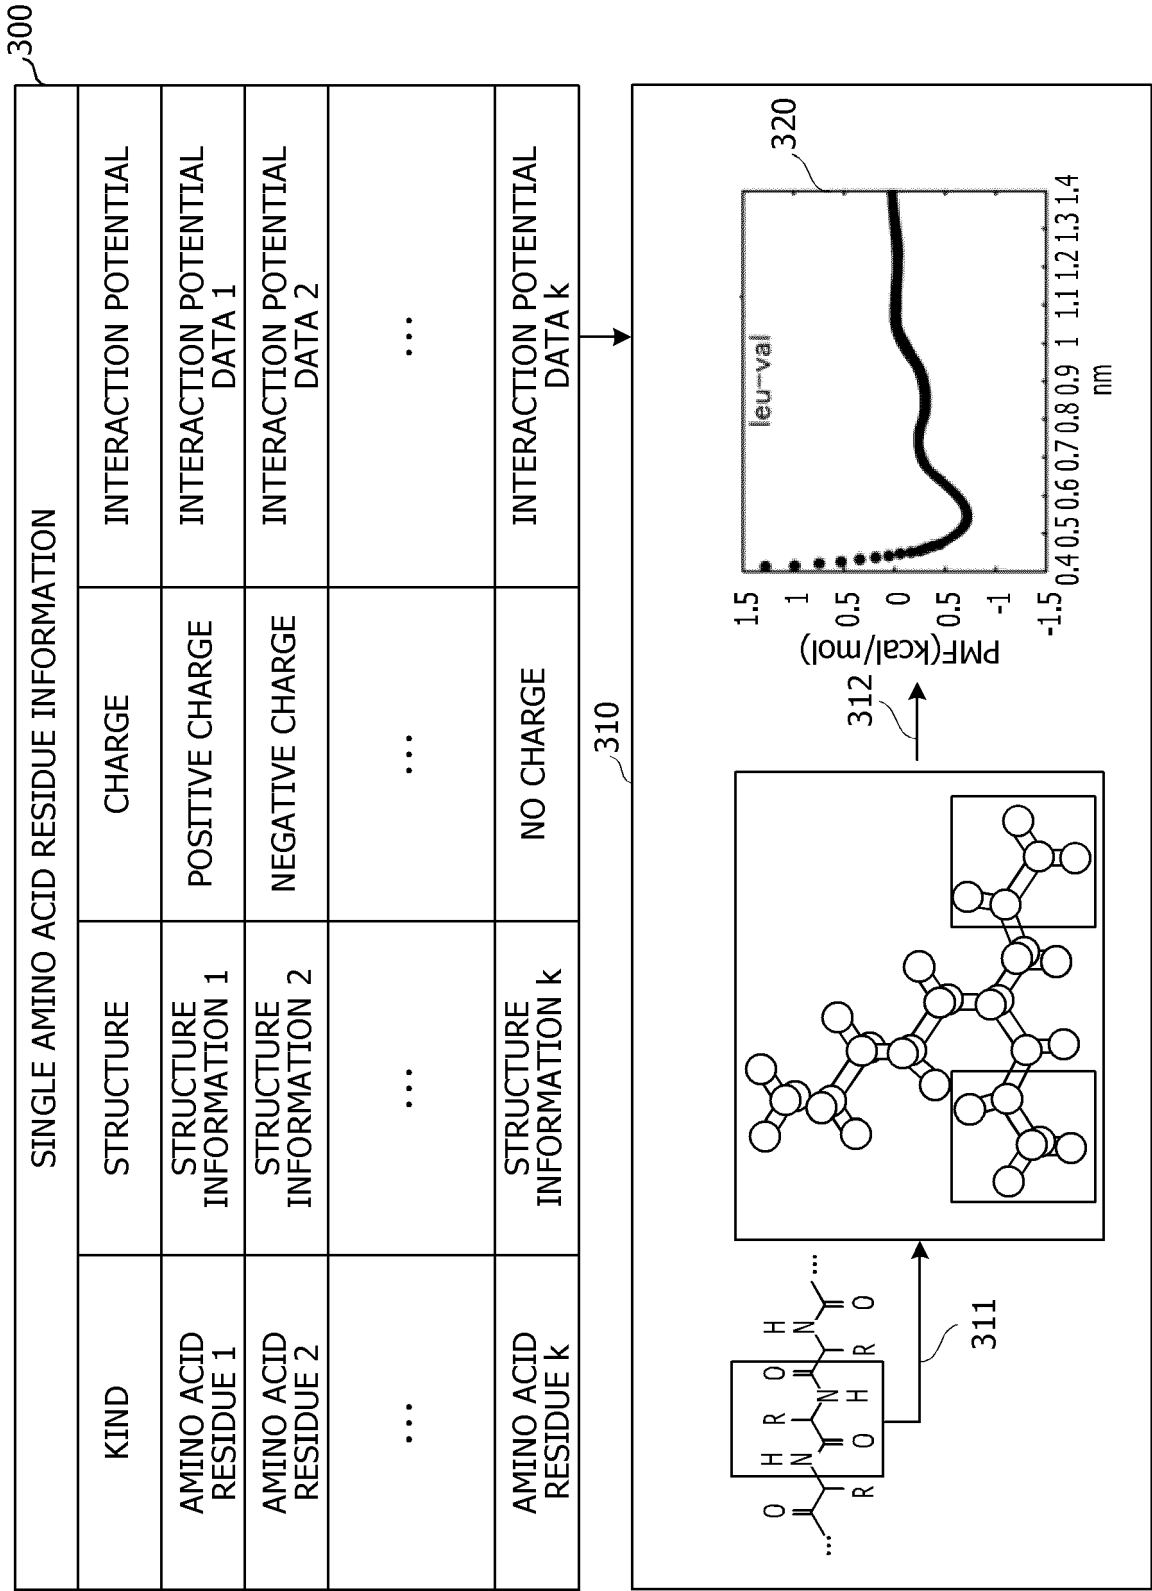 300
SINGLE AMINO ACID RESIDUE INFORMATION
KIND
STRUCTURE
CHARGE
INTERACTION POTENTIAL
AMINO ACID
RESIDUE 1
STRUCTURE
INFORMATION 1
POSITIVE CHARGE
INTERACTION POTENTIAL
DATA 1
AMINO ACID
RESIDUE 2
STRUCTURE
INFORMATION 2
NEGATIVE CHARGE
INTERACTION POTENTIAL
DATA 2
...
...
...
...
AMINO ACID
RESIDUE k
STRUCTURE
INFORMATION k
NO CHARGE
INTERACTION POTENTIAL
DATA k
310
... O H N R O R N H O H N R O ...
311
312
320
leu-val
PMF(kcal/mol)
1.5
1
0.5
0
0.5
-1
-1.5
0.4 0.5 0.6 0.7 0.8 0.9 1 1.1 1.2 1.3 1.4
nm